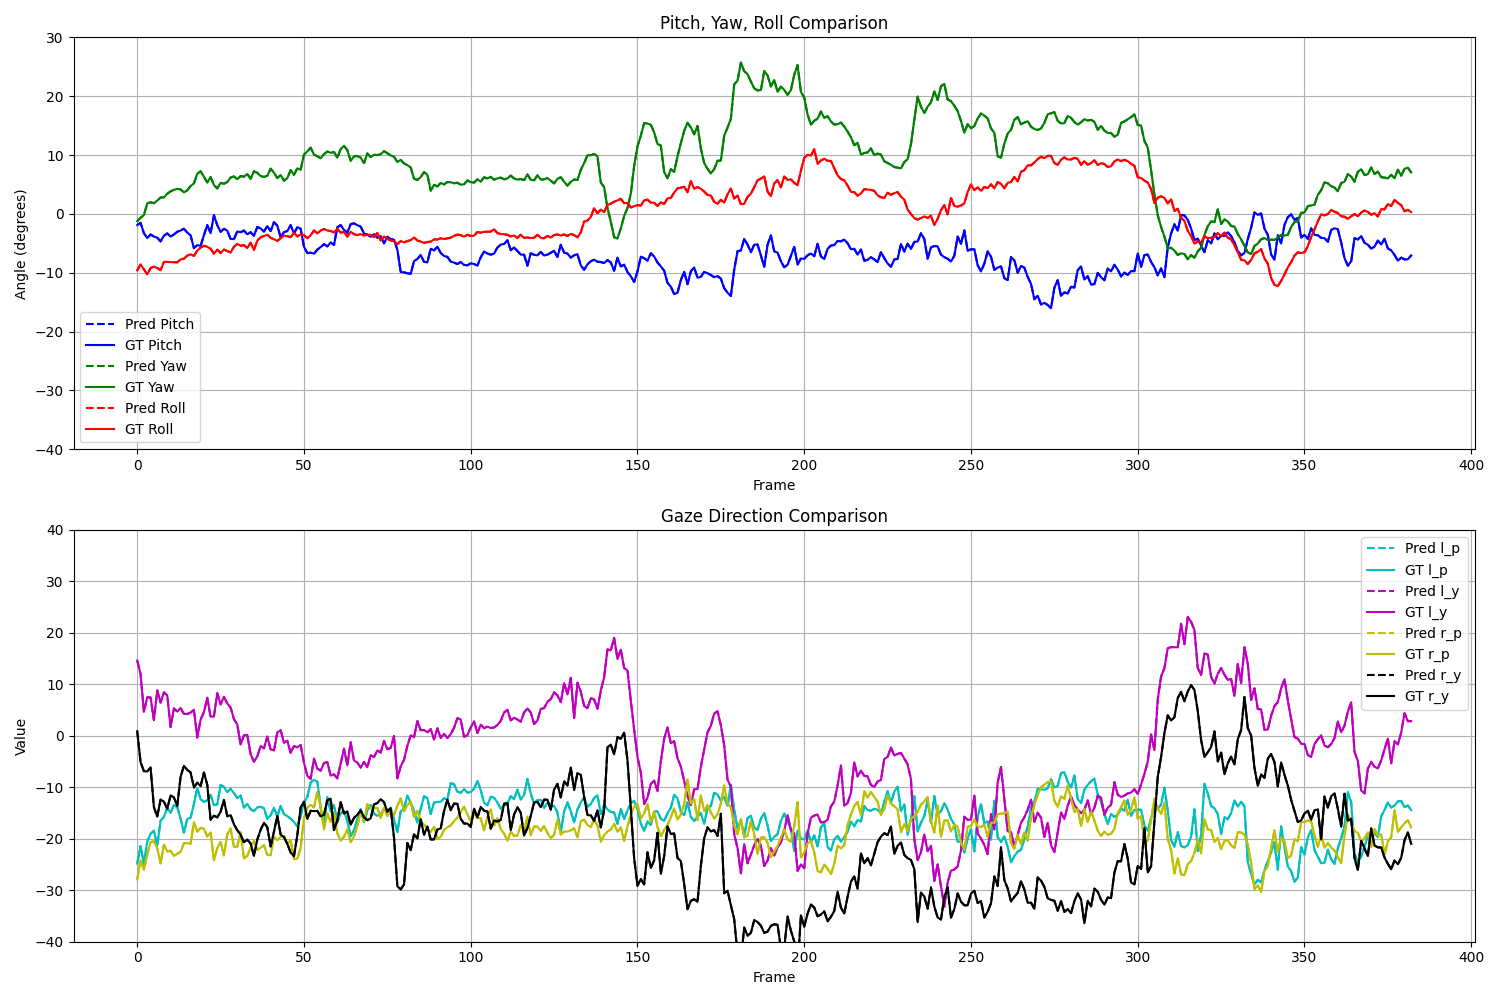 Pitch, Yaw, Roll Comparison
Angle (degrees)
30
20
10
0
−10
−20
−30
−40
Pred Pitch
GT Pitch
Pred Yaw
GT Yaw
Pred Roll
GT Roll
0 50 100 150 200 250 300 350 400
Frame
Gaze Direction Comparison
Value
40
30
20
10
0
−10
−20
−30
−40
Pred l_p
GT l_p
Pred l_y
GT l_y
Pred r_p
GT r_p
Pred r_y
GT r_y
0 50 100 150 200 250 300 350 400
Frame